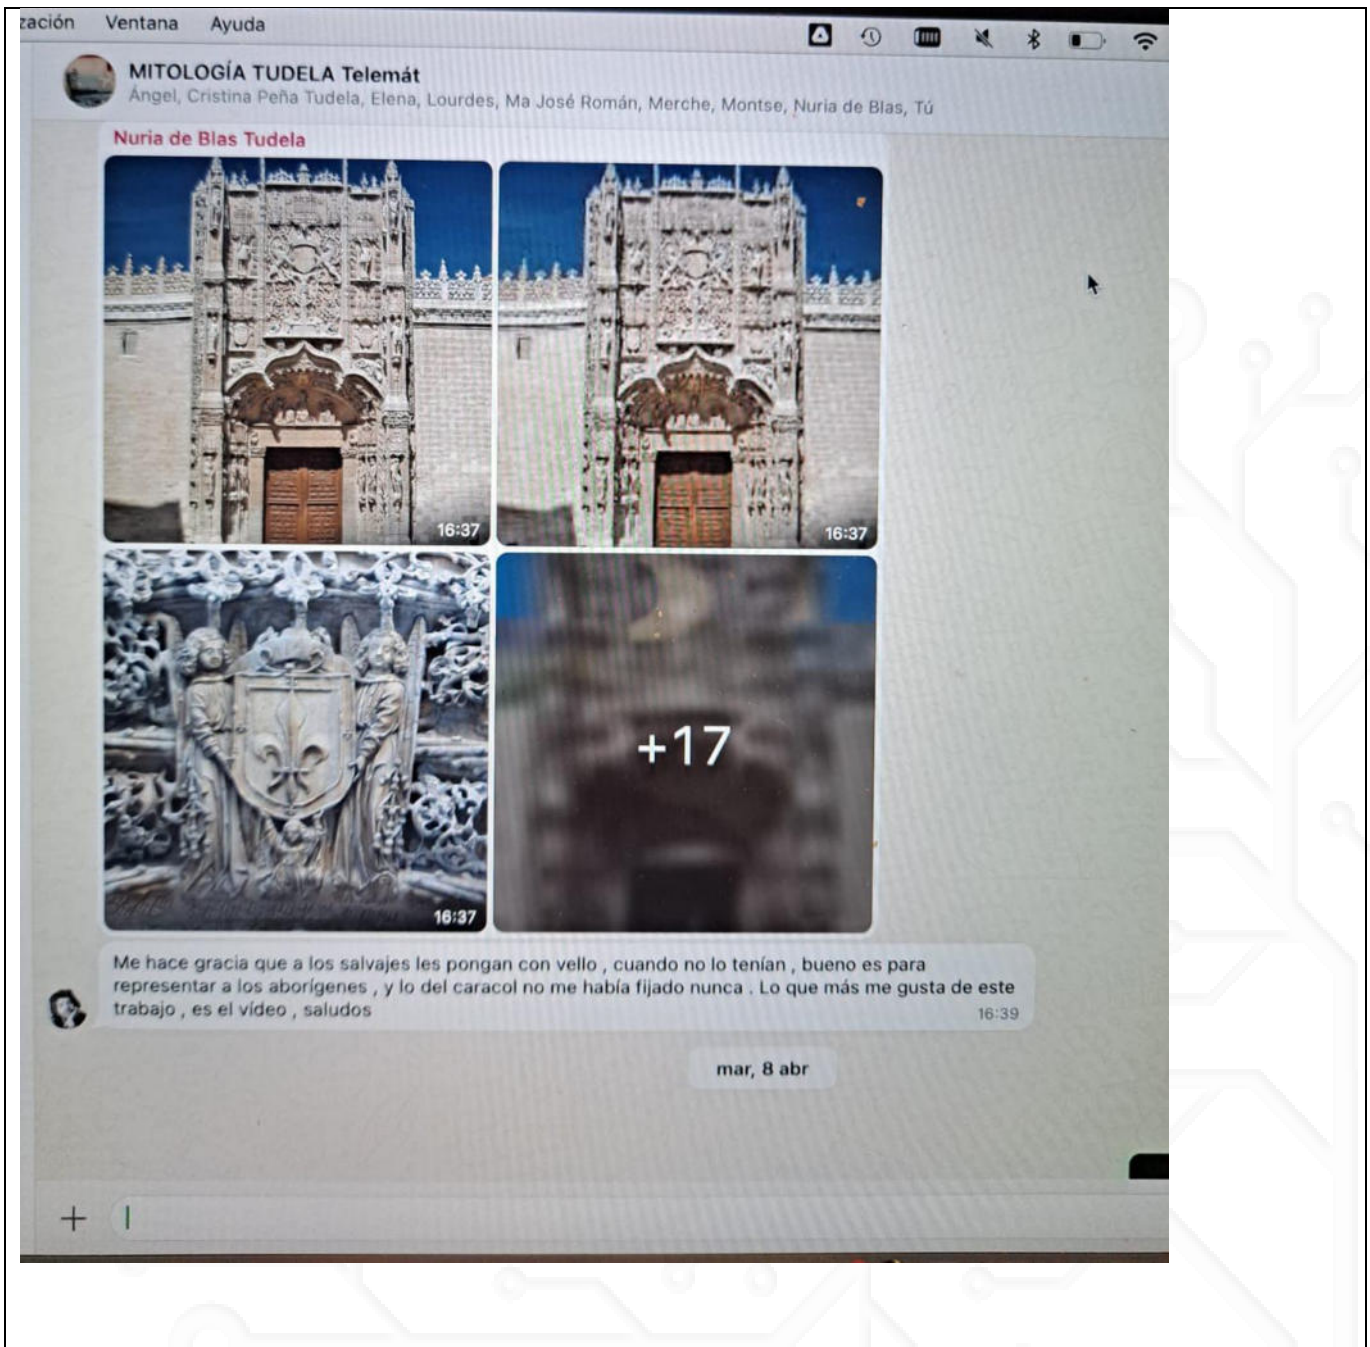 zación Ventana Ayuda
MITOLOGÍA TUDELA Telemát
Ángel, Cristina Peña Tudela, Elena, Lourdes, Ma José Román, Merche, Montse, Nuria de Blas, Tú
Nuria de Blas Tudela
16:37
16:37
16:37
+17
Me hace gracia que a los salvajes les pongan con vello , cuando no lo tenían , bueno es para
representar a los aborígenes , y lo del caracol no me había fijado nunca . Lo que más me gusta de este
trabajo , es el vídeo , saludos
16:39
mar, 8 abr